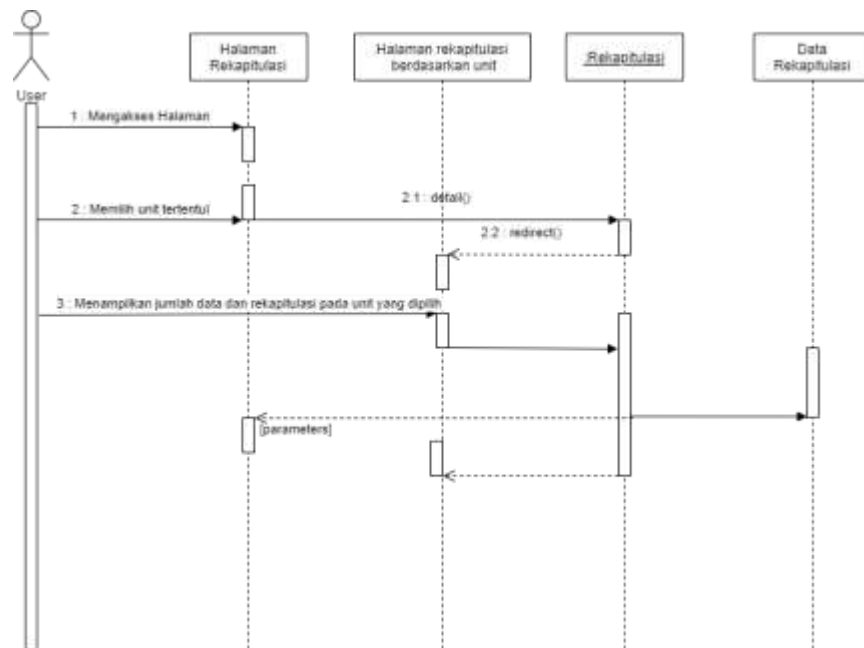 Halaman
Rekapitulasi
Halaman rekapitulasi
berdasarkan unit
:Rekapitulasi
Data
Rekapitulasi
User
1 : Mengakses Halaman
2 : Memilih unit tertentuI
2.1 : detail()
2.2 : redirect()
3 : Menampilkan jumlah data dan rekapitulasi pada unit yang dipilih
[parameters]